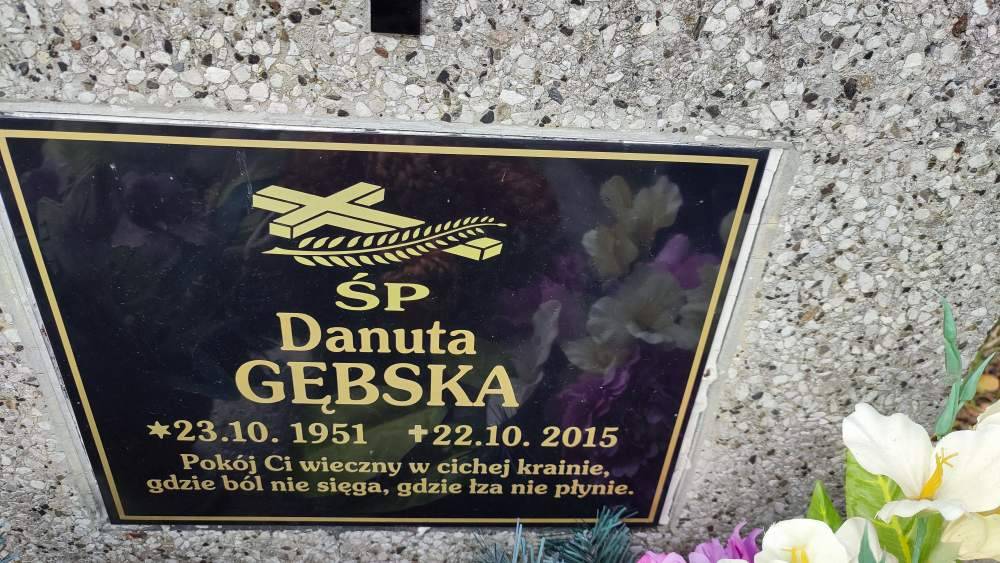 ŚP
Danuta
GĘBSKA
✶23.10.1951 ✝22.10.2015
Pokój Ci wieczny w cichej krainie,
gdzie ból nie sięga, gdzie łza nie płynie.